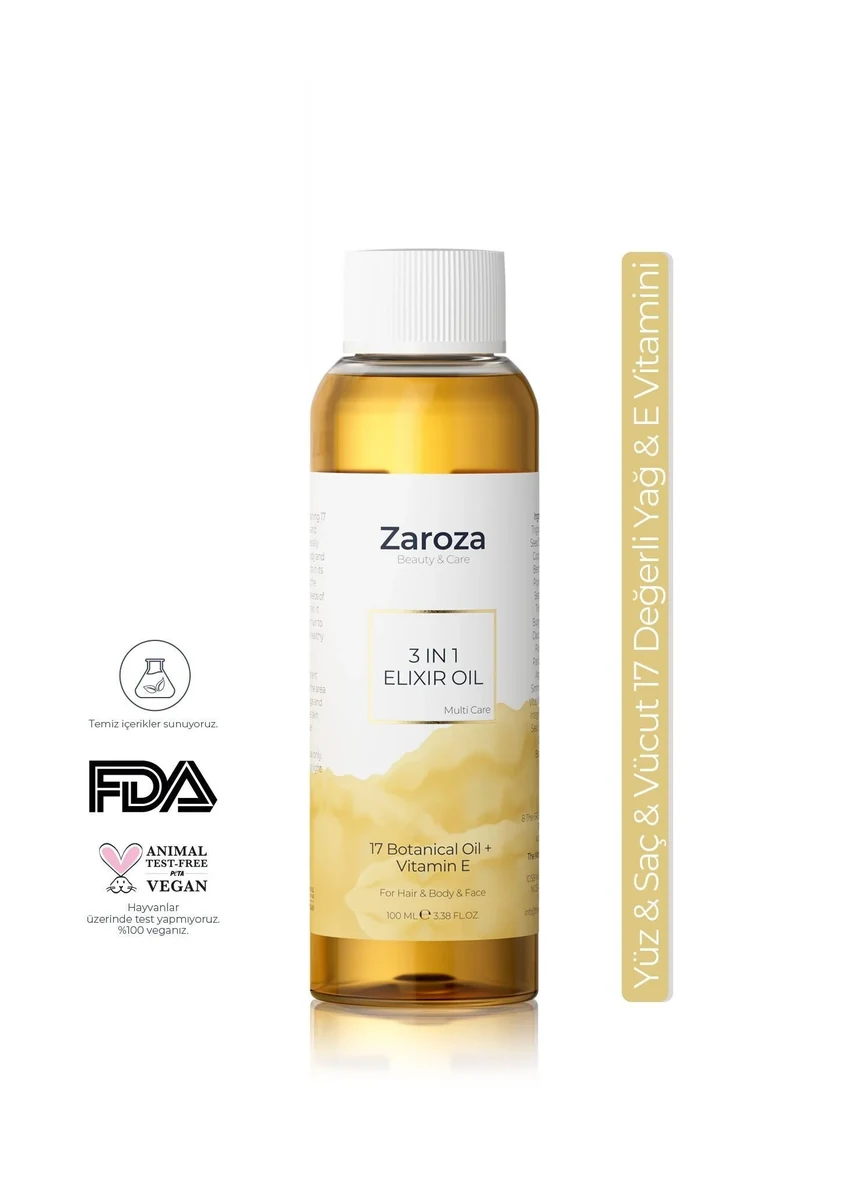 Zaroza
Beauty & Care
3 IN 1
ELIXIR OIL
Multi Care
17 Botanical Oil +
Vitamin E
For Hair & Body & Face
100 ML e 3.38 FL.OZ.
Temiz içerikler sunuyoruz.
FDA
ANIMAL
TEST-FREE
PETA
VEGAN
Hayvanlar
üzerinde test yapmıyoruz.
%100 veganız.
Yüz & Saç & Vücut 17 Değerli Yağ & E Vitamini